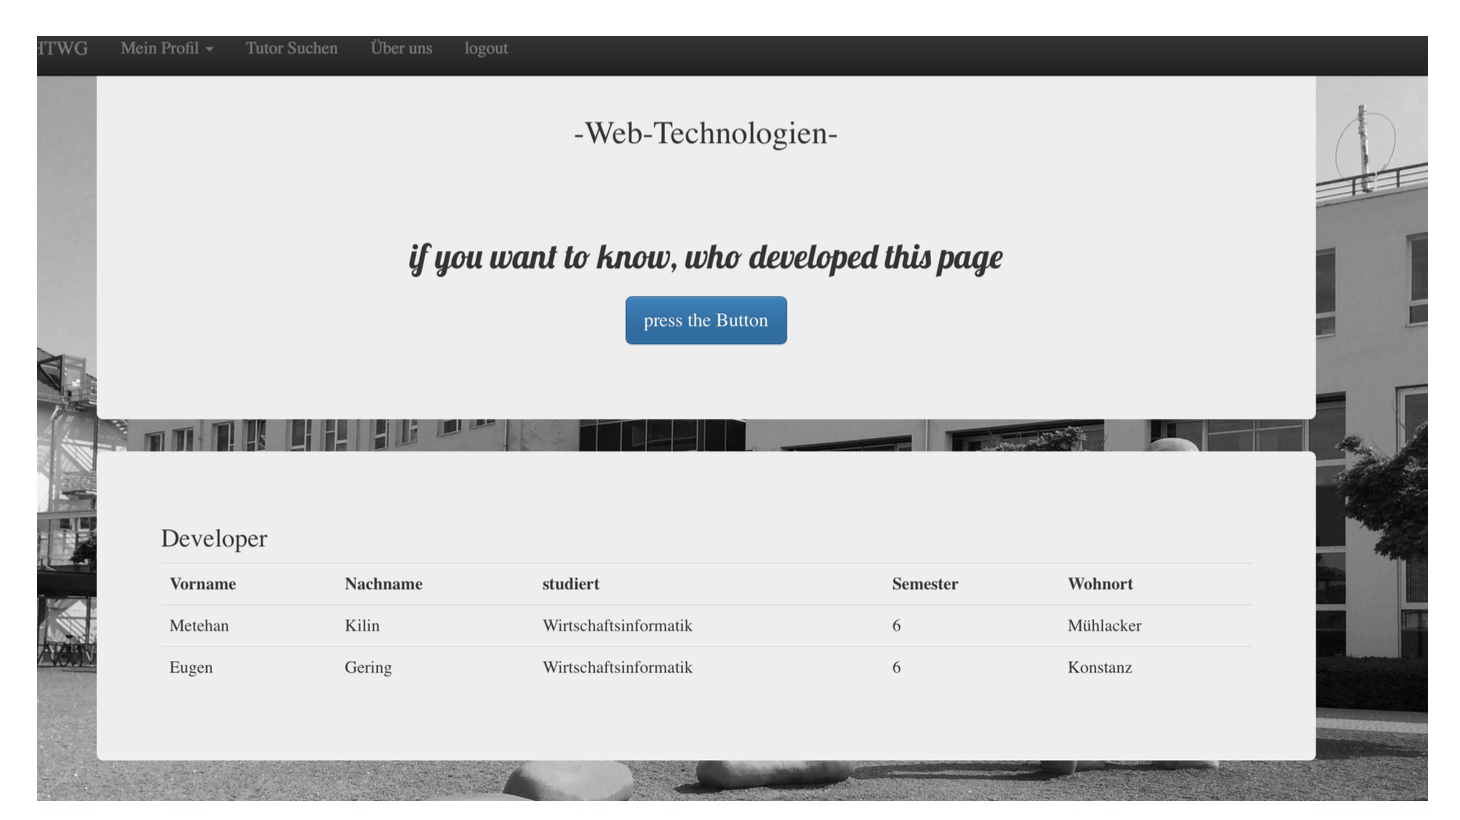 HTWG Mein Profil Tutor Suchen Über uns logout
-Web-Technologien-
if you want to know, who developed this page
press the Button
Developer
Vorname Nachname studiert Semester Wohnort
Metehan Kilin Wirtschaftsinformatik 6 Mühlacker
Eugen Gering Wirtschaftsinformatik 6 Konstanz